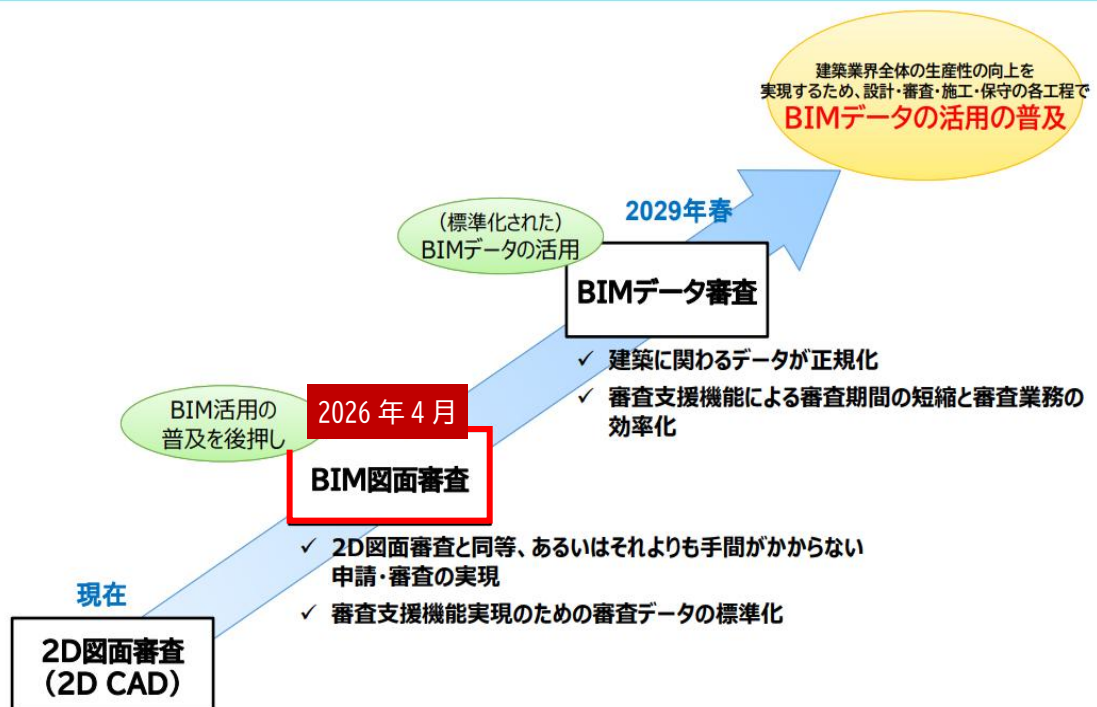 建築業界全体の生産性の向上を
実現するため、設計・審査・施工・保守の各工程で
BIMデータの活用の普及
2029年春
（標準化された）
BIMデータの活用
BIMデータ審査
✓ 建築に関わるデータが正規化
✓ 審査支援機能による審査期間の短縮と審査業務の
効率化
BIM活用の
普及を後押し
2026年4月
BIM図面審査
✓ 2D図面審査と同等、あるいはそれよりも手間がかからない
申請・審査の実現
✓ 審査支援機能実現のための審査データの標準化
現在
2D図面審査
（2D CAD）